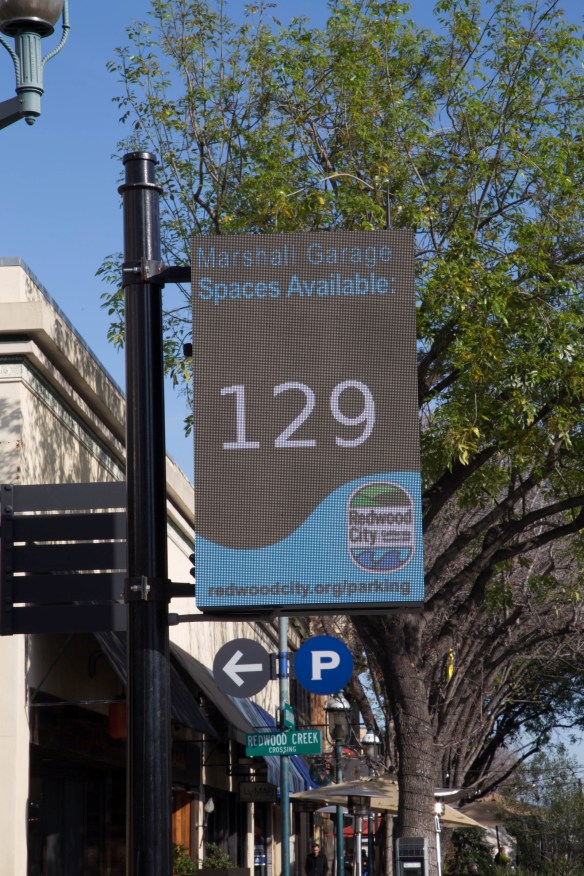 Marshall Garage
Spaces Available:
129
Redwood
City
redwoodcity.org/parking
P
REDWOOD CREEK
CROSSING